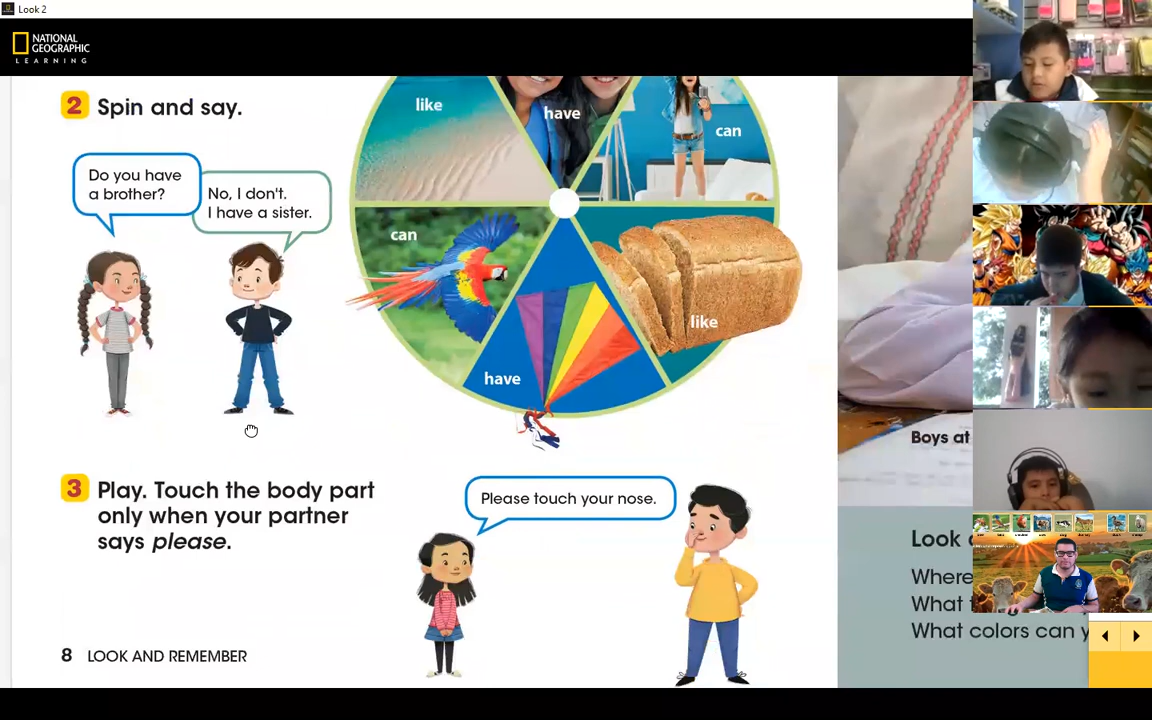 Look 2
NATIONAL
GEOGRAPHIC
LEARNING
2 Spin and say.
Do you have
a brother?
No, I don't.
I have a sister.
like
have
can
can
like
have
3 Play. Touch the body part
only when your partner
says please.
Please touch your nose.
8 LOOK AND REMEMBER
Boys at
Look
Where
What
What colors can